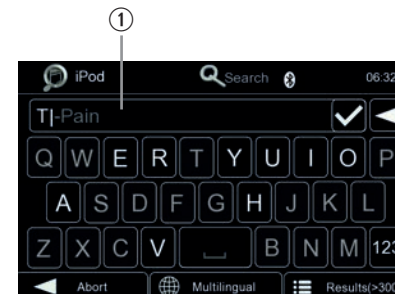 1
iPod Search 06:32
T|-Pain
Q W E R T Y U I O P
A S D F G H J K L
Z X C V B N M 123
Abort Multilingual Results(>300